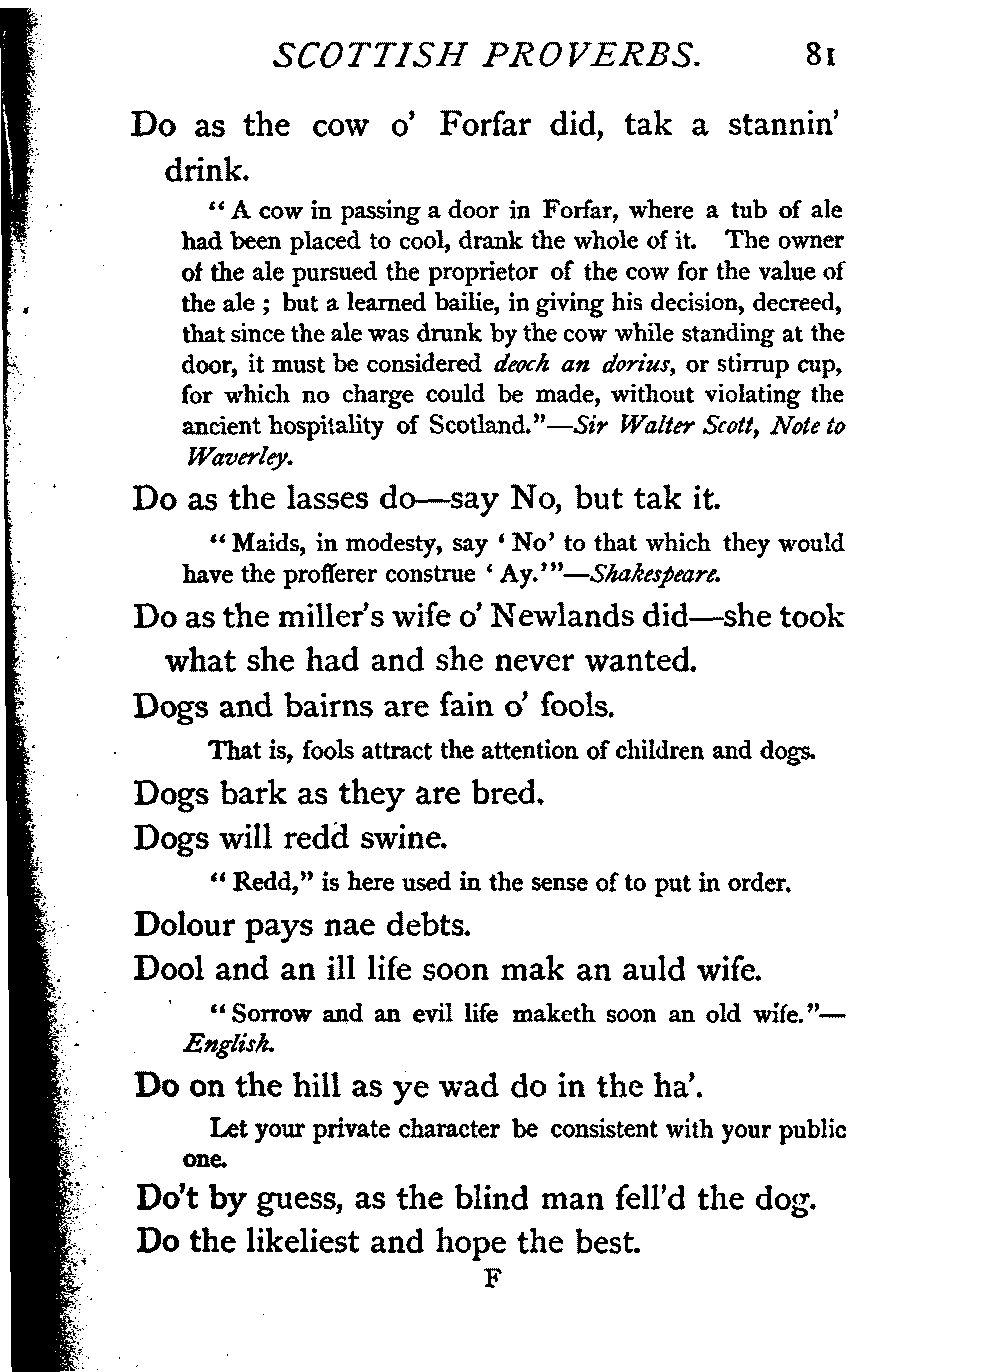 SCOTTISH PROVERBS. 81
Do as the cow o' Forfar did, tak a stannin'
drink.
"A cow in passing a door in Forfar, where a tub of ale
had been placed to cool, drank the whole of it. The owner
of the ale pursued the proprietor of the cow for the value of
the ale; but a learned bailie, in giving his decision, decreed,
that since the ale was drunk by the cow while standing at the
door, it must be considered deoch an dorius, or stirrup cup,
for which no charge could be made, without violating the
ancient hospitality of Scotland."—Sir Walter Scott, Note to
Waverley.
Do as the lasses do—say No, but tak it.
"Maids, in modesty, say 'No' to that which they would
have the profferer construe 'Ay.'"—Shakespeare.
Do as the miller's wife o' Newlands did—she took
what she had and she never wanted.
Dogs and bairns are fain o' fools.
That is, fools attract the attention of children and dogs.
Dogs bark as they are bred.
Dogs will redd swine.
"Redd," is here used in the sense of to put in order.
Dolour pays nae debts.
Dool and an ill life soon mak an auld wife.
"Sorrow and an evil life maketh soon an old wife."—
English.
Do on the hill as ye wad do in the ha'.
Let your private character be consistent with your public
one.
Do't by guess, as the blind man fell'd the dog.
Do the likeliest and hope the best.
F